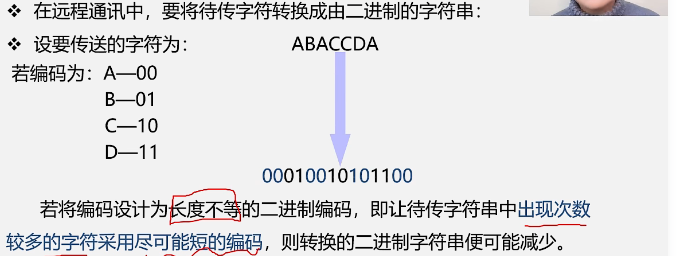 ❖ 在远程通讯中，要将待传字符转换成由二进制的字符串：
❖ 设要传送的字符为： ABACCDA
若编码为：A—00
B—01
C—10
D—11
00010010101100
若将编码设计为长度不等的二进制编码，即让待传字符串中出现次数
较多的字符采用尽可能短的编码，则转换的二进制字符串便可能减少。